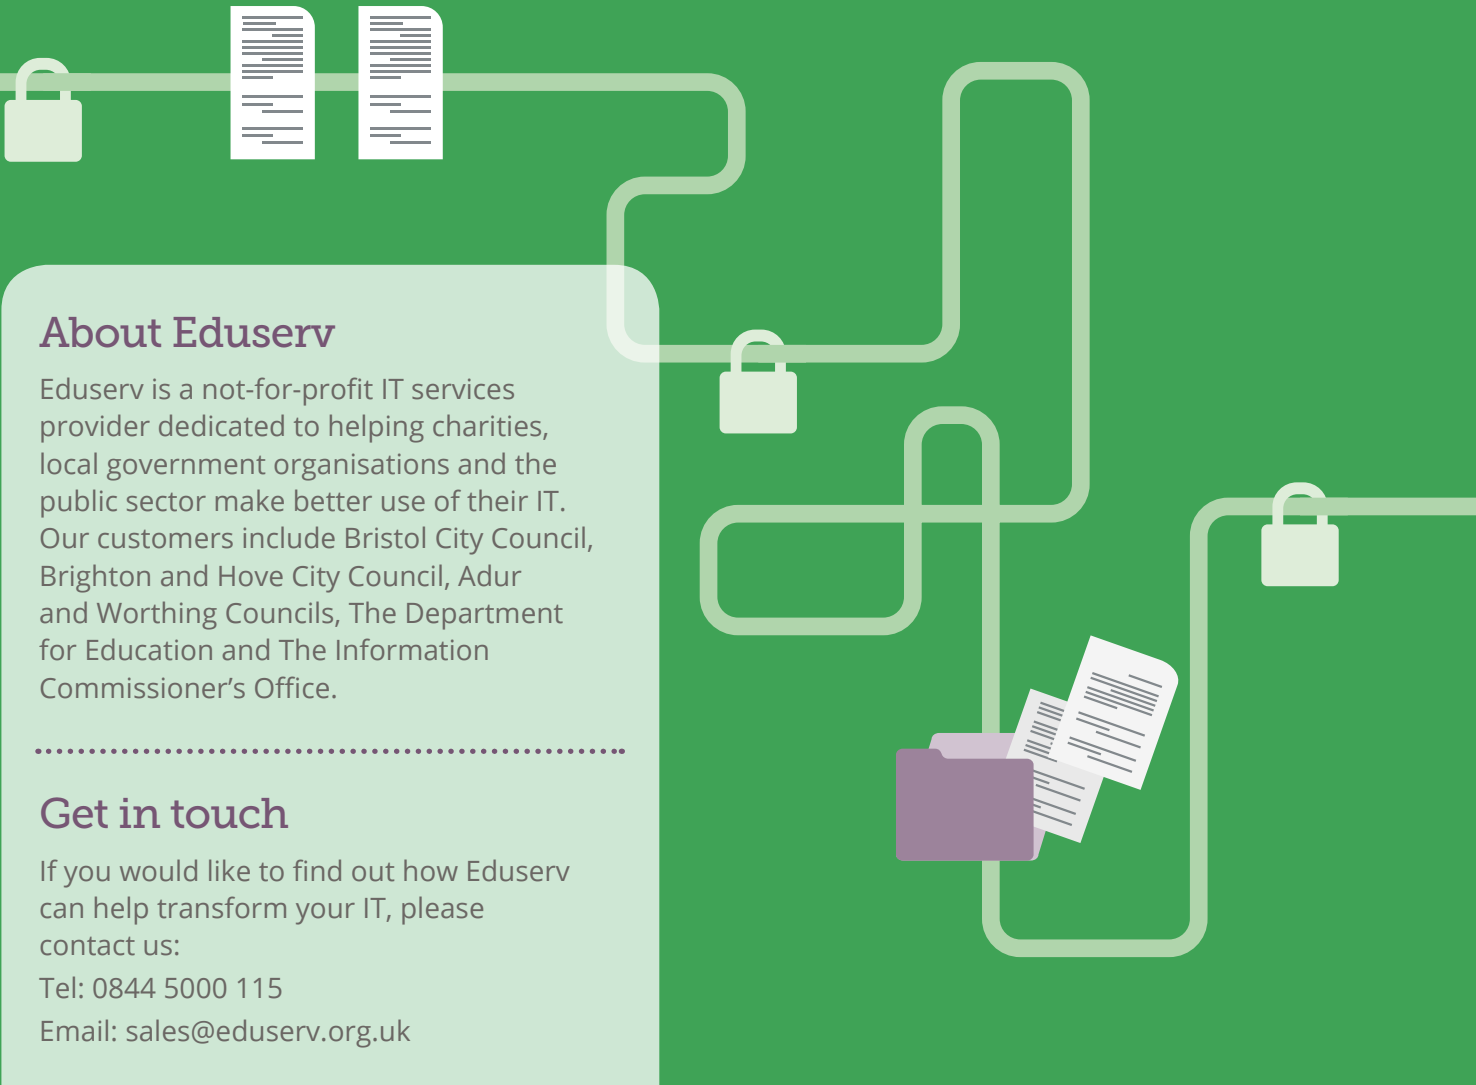 About Eduserv
Eduserv is a not-for-profit IT services
provider dedicated to helping charities,
local government organisations and the
public sector make better use of their IT.
Our customers include Bristol City Council,
Brighton and Hove City Council, Adur
and Worthing Councils, The Department
for Education and The Information
Commissioner’s Office.
Get in touch
If you would like to find out how Eduserv
can help transform your IT, please
contact us:
Tel: 0844 5000 115
Email: sales@eduserv.org.uk